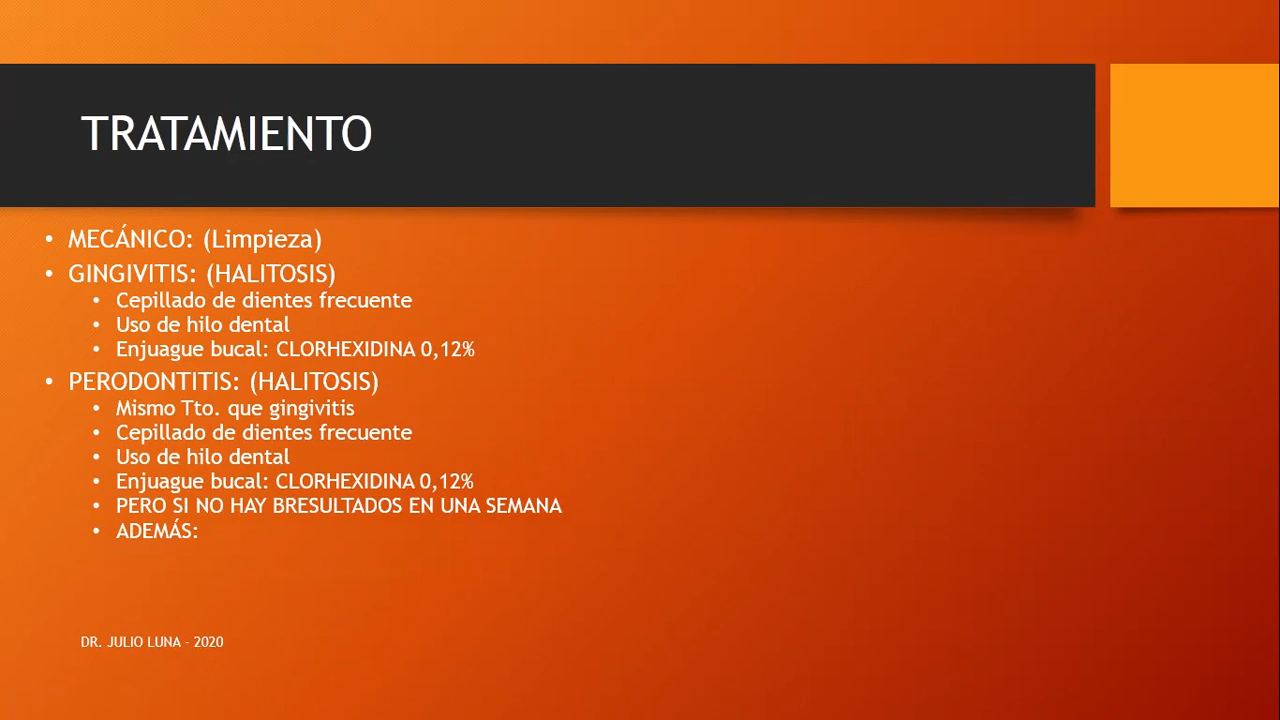 TRATAMIENTO
• MECÁNICO: (Limpieza)
• GINGIVITIS: (HALITOSIS)
• Cepillado de dientes frecuente
• Uso de hilo dental
• Enjuague bucal: CLORHEXIDINA 0,12%
• PERODONTITIS: (HALITOSIS)
• Mismo Tto. que gingivitis
• Cepillado de dientes frecuente
• Uso de hilo dental
• Enjuague bucal: CLORHEXIDINA 0,12%
• PERO SI NO HAY BRESULTADOS EN UNA SEMANA
• ADEMÁS:
DR. JULIO LUNA - 2020